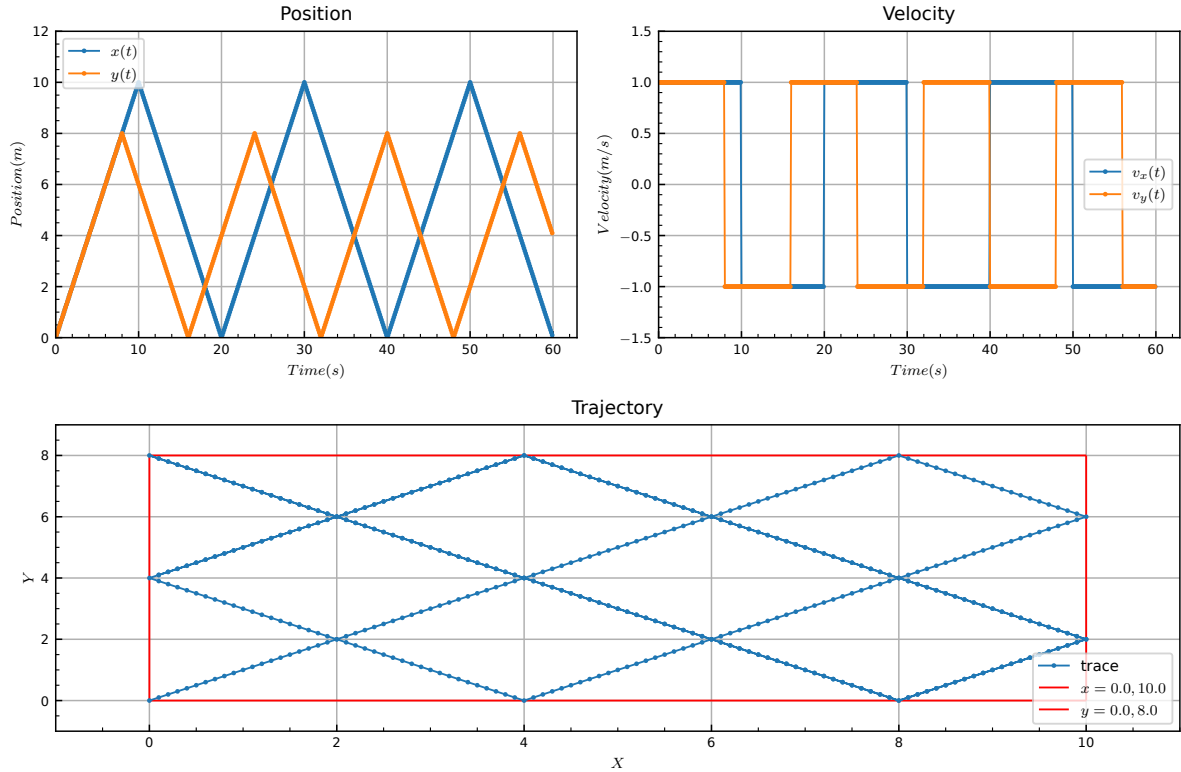 Position
12
10
8
6
4
2
0
Position(m)
x(t)
y(t)
0 10 20 30 40 50 60
Time(s)
Velocity
1.5
1.0
0.5
0.0
−0.5
−1.0
−1.5
Velocity(m/s)
v_x(t)
v_y(t)
0 10 20 30 40 50 60
Time(s)
Trajectory
8
6
4
2
0
Y
trace
x = 0.0, 10.0
y = 0.0, 8.0
0 2 4 6 8 10
X